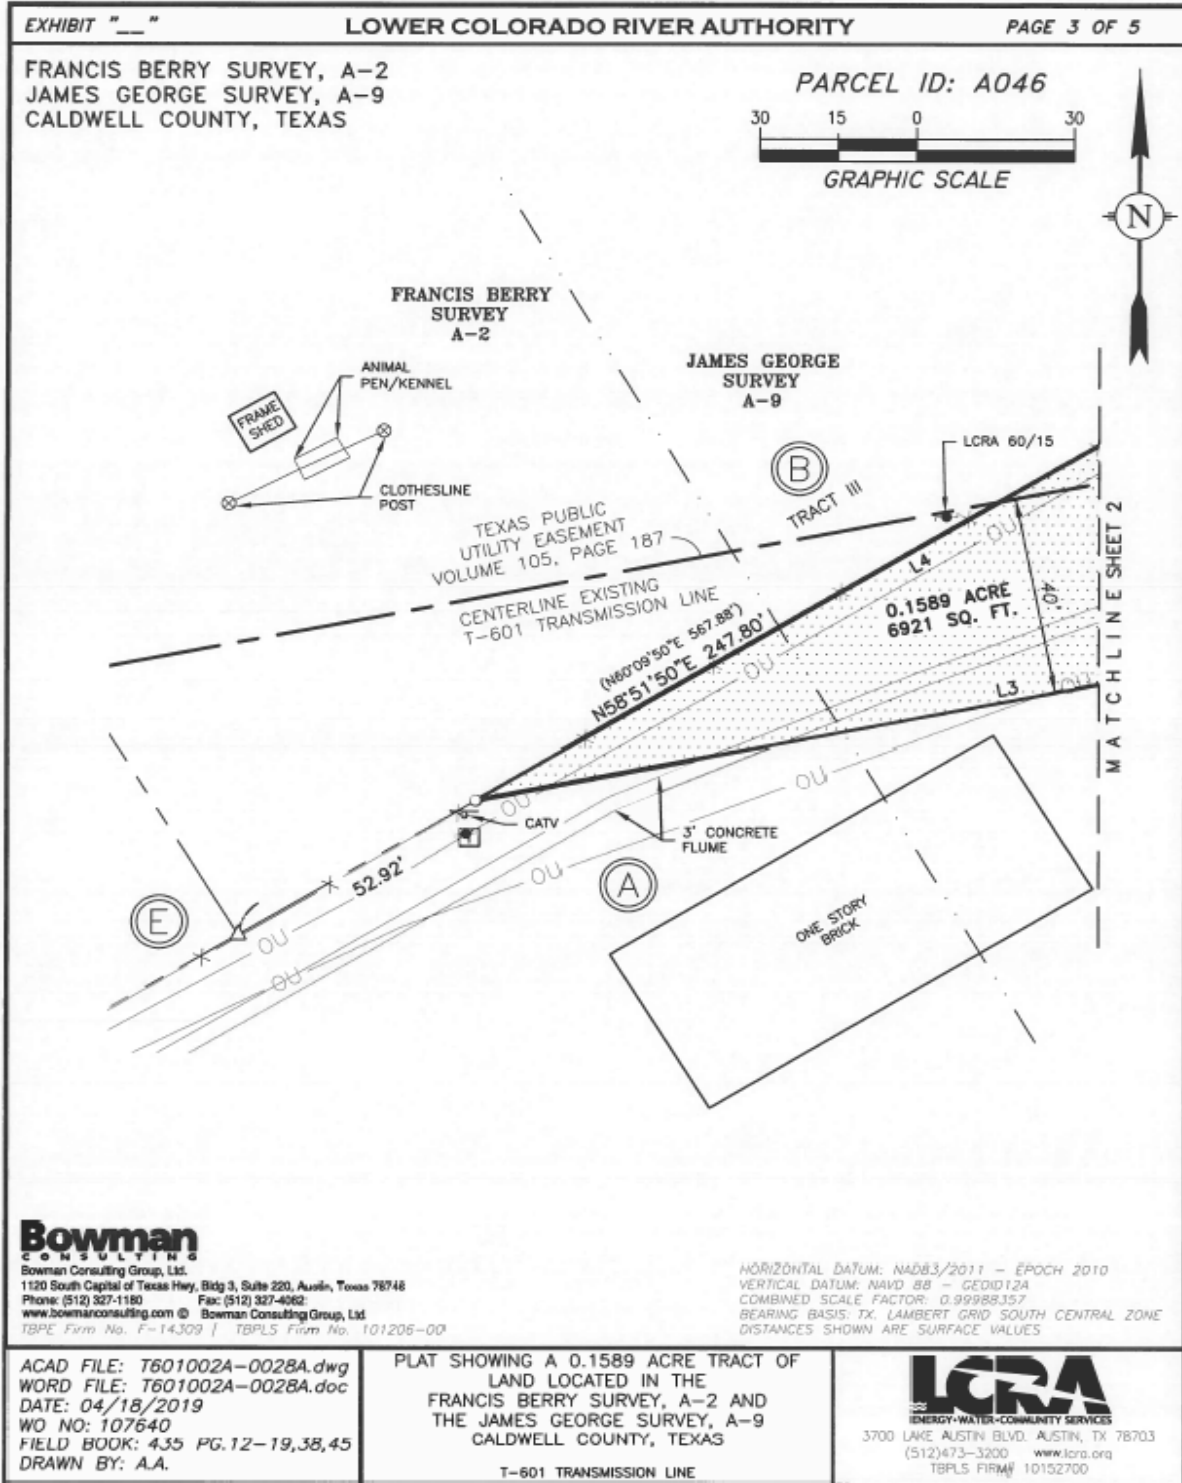 EXHIBIT "__"
LOWER COLORADO RIVER AUTHORITY
PAGE 3 OF 5
FRANCIS BERRY SURVEY, A-2
JAMES GEORGE SURVEY, A-9
CALDWELL COUNTY, TEXAS
PARCEL ID: A046
30 15 0 30
GRAPHIC SCALE
N
FRANCIS BERRY
SURVEY
A-2
JAMES GEORGE
SURVEY
A-9
ANIMAL
PEN/KENNEL
FRAME
SHED
CLOTHESLINE
POST
LCRA 60/15
B
TRACT III
TEXAS PUBLIC
UTILITY EASEMENT
VOLUME 105, PAGE 187
CENTERLINE EXISTING
T-601 TRANSMISSION LINE
OU
L4
0.1589 ACRE
6921 SQ. FT.
40'
MATCHLINE SHEET 2
(N60°09'50"E 567.88')
N58°51'50"E 247.80'
OU
L3
OU
OU
OU
CATV
3' CONCRETE
FLUME
52.92'
OU
A
E
OU
OU
ONE STORY
BRICK
Bowman
CONSULTING
Bowman Consulting Group, Ltd.
1120 South Capital of Texas Hwy, Bldg 3, Suite 220, Austin, Texas 78746
Phone: (512) 327-1180 Fax: (512) 327-4062
www.bowmanconsulting.com © Bowman Consulting Group, Ltd
TBPE Firm No. F-14309 | TBPLS Firm No. 101206-00
HORIZONTAL DATUM: NAD83/2011 - EPOCH 2010
VERTICAL DATUM: NAVD 88 - GEOID12A
COMBINED SCALE FACTOR: 0.99988357
BEARING BASIS: TX. LAMBERT GRID SOUTH CENTRAL ZONE
DISTANCES SHOWN ARE SURFACE VALUES
ACAD FILE: T601002A-0028A.dwg
WORD FILE: T601002A-0028A.doc
DATE: 04/18/2019
WO NO: 107640
FIELD BOOK: 435 PG.12-19,38,45
DRAWN BY: A.A.
PLAT SHOWING A 0.1589 ACRE TRACT OF
LAND LOCATED IN THE
FRANCIS BERRY SURVEY, A-2 AND
THE JAMES GEORGE SURVEY, A-9
CALDWELL COUNTY, TEXAS
T-601 TRANSMISSION LINE
LCRA
ENERGY•WATER•COMMUNITY SERVICES
3700 LAKE AUSTIN BLVD. AUSTIN, TX 78703
(512)473-3200 www.lcra.org
TBPLS FIRM# 10152700